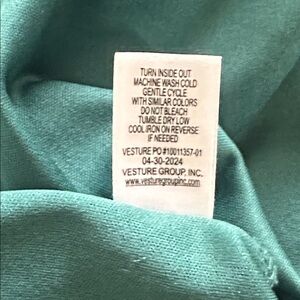 TURN INSIDE OUT
MACHINE WASH COLD
GENTLE CYCLE
WITH SIMILAR COLORS
DO NOT BLEACH
TUMBLE DRY LOW
COOL IRON ON REVERSE
IF NEEDED
VESTURE PO #10011357-01
04-30-2024
VESTURE GROUP, INC.
www.vesturegroupinc.com